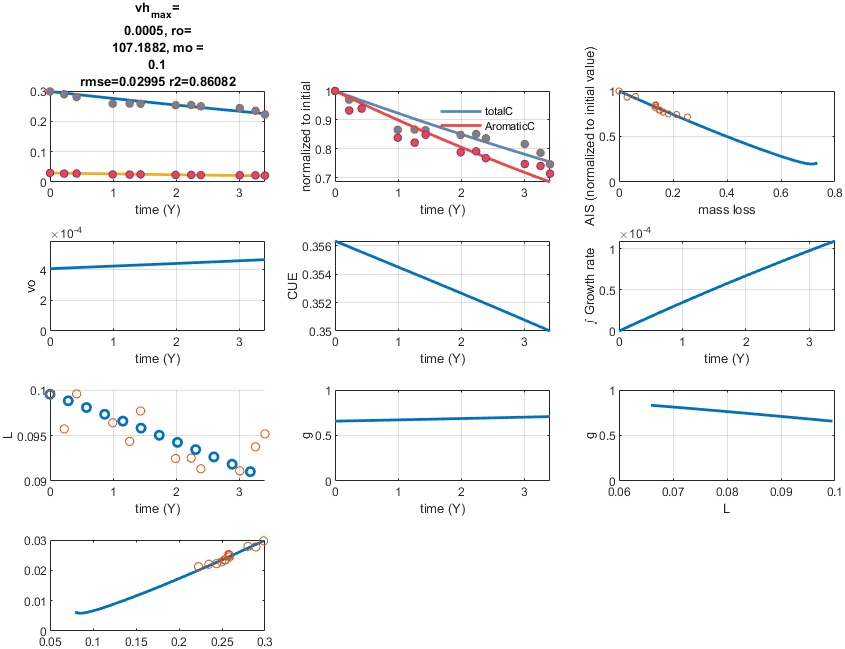 vh_max=
0.0005, ro=
107.1882, mo =
0.1
rmse=0.02995 r2=0.86082
0.3
0.2
0.1
0
0 1 2 3
time (Y)
normalized to initial
1
0.9
0.8
0.7
totalC
AromaticC
0 1 2 3
time (Y)
AIS (normalized to initial value)
1
0.5
0
0 0.2 0.4 0.6 0.8
mass loss
×10^-4
vo
4
2
0
0 1 2 3
time (Y)
CUE
0.356
0.354
0.352
0.35
0 1 2 3
time (Y)
×10^-4
∫ Growth rate
1
0.5
0
0 1 2 3
time (Y)
L
0.1
0.095
0.09
0 1 2 3
time (Y)
g
1
0.5
0
0 1 2 3
time (Y)
g
1
0.5
0
0.06 0.07 0.08 0.09 0.1
L
0.03
0.02
0.01
0
0.05 0.1 0.15 0.2 0.25 0.3